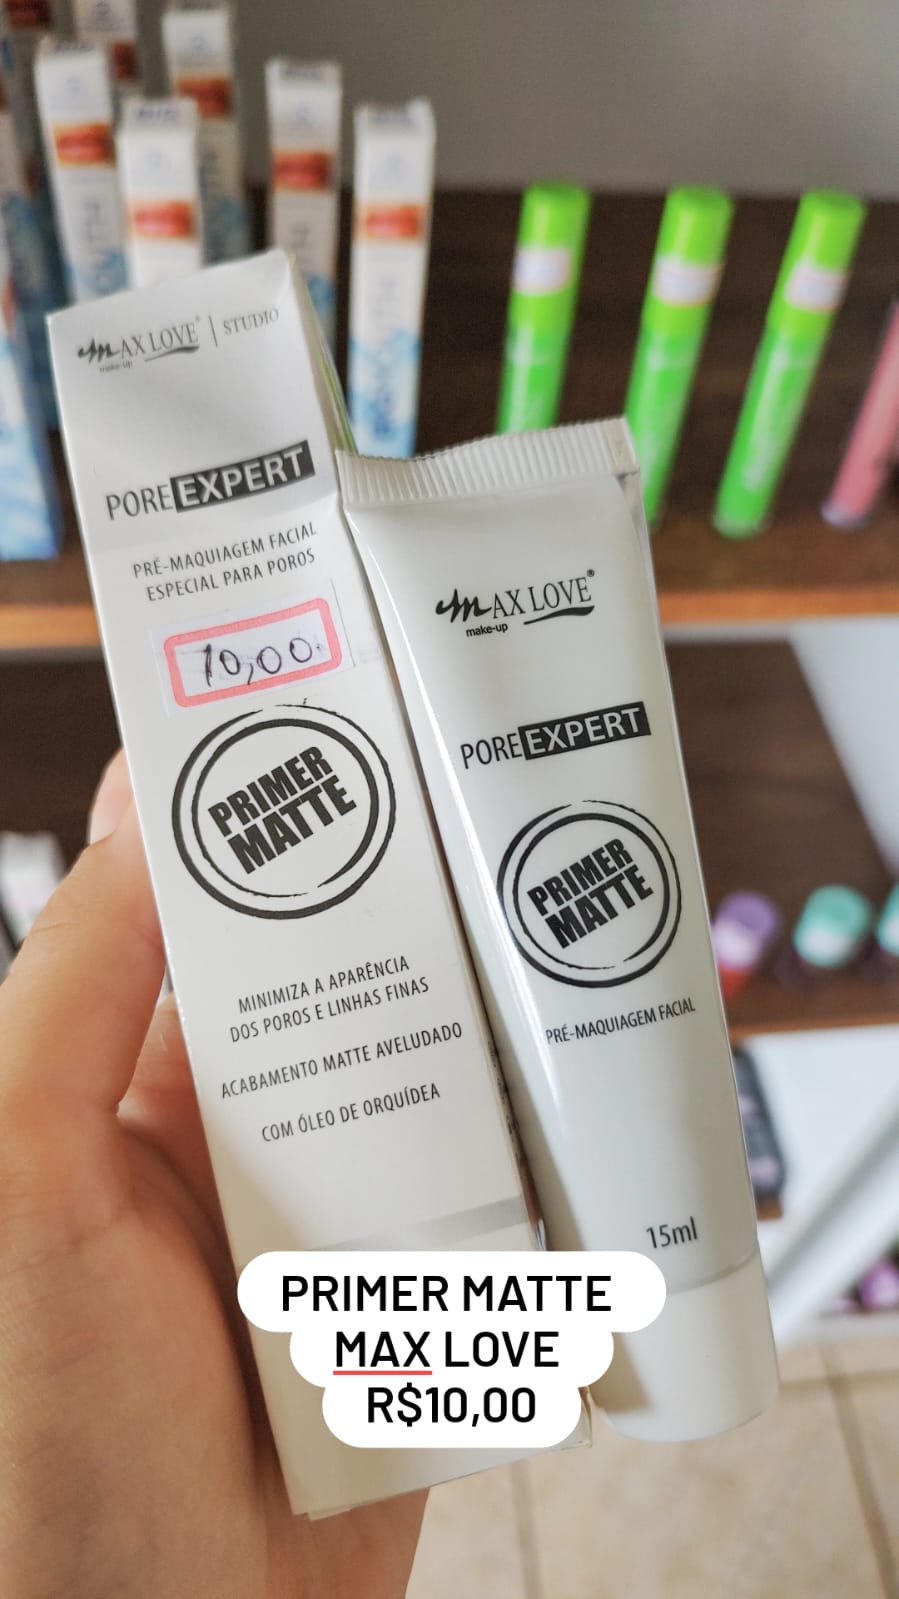 MAX LOVE® | STUDIO
make-up
PORE EXPERT
PRÉ-MAQUIAGEM FACIAL
ESPECIAL PARA POROS
10,00
PRIMER
MATTE
MINIMIZA A APARÊNCIA
DOS POROS E LINHAS FINAS
ACABAMENTO MATTE AVELUDADO
COM ÓLEO DE ORQUÍDEA
MAX LOVE®
make-up
PORE EXPERT
PRIMER
MATTE
PRÉ-MAQUIAGEM FACIAL
15ml
PRIMER MATTE
MAX LOVE
R$10,00